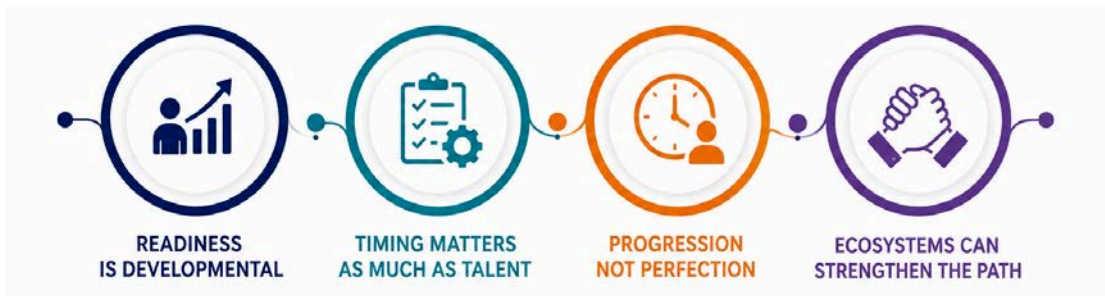 READINESS
IS DEVELOPMENTAL
TIMING MATTERS
AS MUCH AS TALENT
PROGRESSION
NOT PERFECTION
ECOSYSTEMS CAN
STRENGTHEN THE PATH